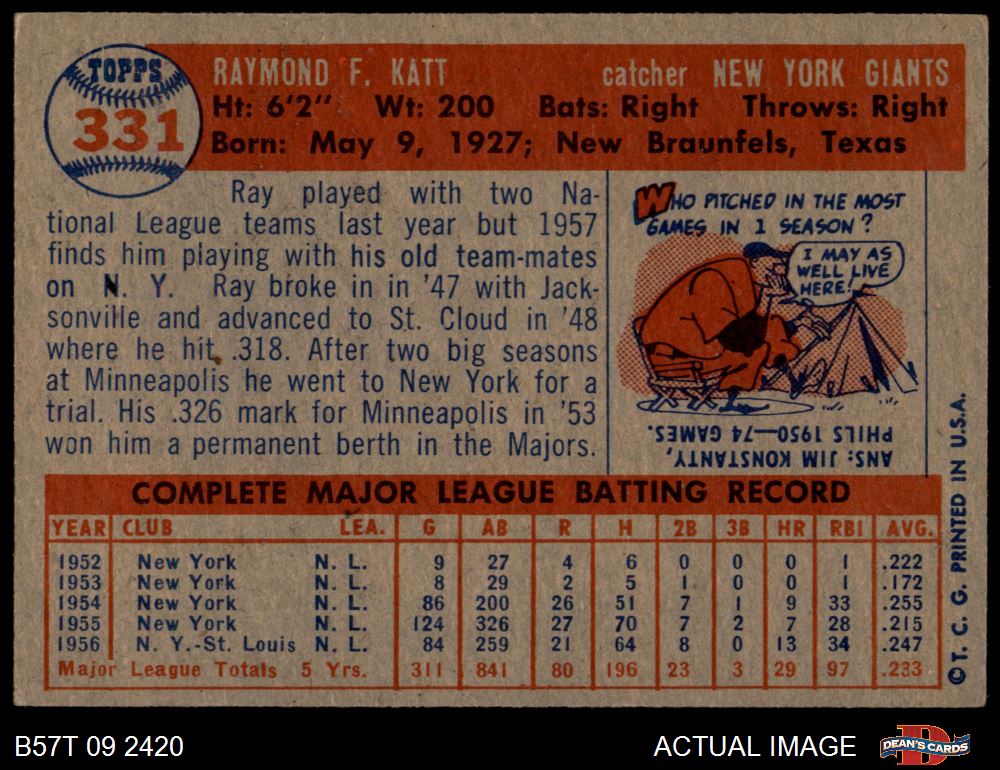 TOPPS
331
RAYMOND F. KATT catcher NEW YORK GIANTS
Ht: 6'2" Wt: 200 Bats: Right Throws: Right
Born: May 9, 1927; New Braunfels, Texas
Ray played with two Na-
tional League teams last year but 1957
finds him playing with his old team-mates
on N. Y. Ray broke in in '47 with Jack-
sonville and advanced to St. Cloud in '48
where he hit .318. After two big seasons
at Minneapolis he went to New York for a
trial. His .326 mark for Minneapolis in '53
won him a permanent berth in the Majors.
WHO PITCHED IN THE MOST
GAMES IN 1 SEASON?
I MAY AS
WELL LIVE
HERE!
ANS: JIM KONSTANTY,
PHILS 1950—74 GAMES.
COMPLETE MAJOR LEAGUE BATTING RECORD
YEAR CLUB LEA. G AB R H 2B 3B HR RBI AVG.
1952 New York N. L. 9 27 4 6 0 0 0 1 .222
1953 New York N. L. 8 29 2 5 1 0 0 1 .172
1954 New York N. L. 86 200 26 51 7 1 9 33 .255
1955 New York N. L. 124 326 27 70 7 2 7 28 .215
1956 N. Y.-St. Louis N. L. 84 259 21 64 8 0 13 34 .247
Major League Totals 5 Yrs. 311 841 80 196 23 3 29 97 .233
©T. C. G. PRINTED IN U.S.A.
B57T 09 2420
ACTUAL IMAGE
DEAN'S CARDS